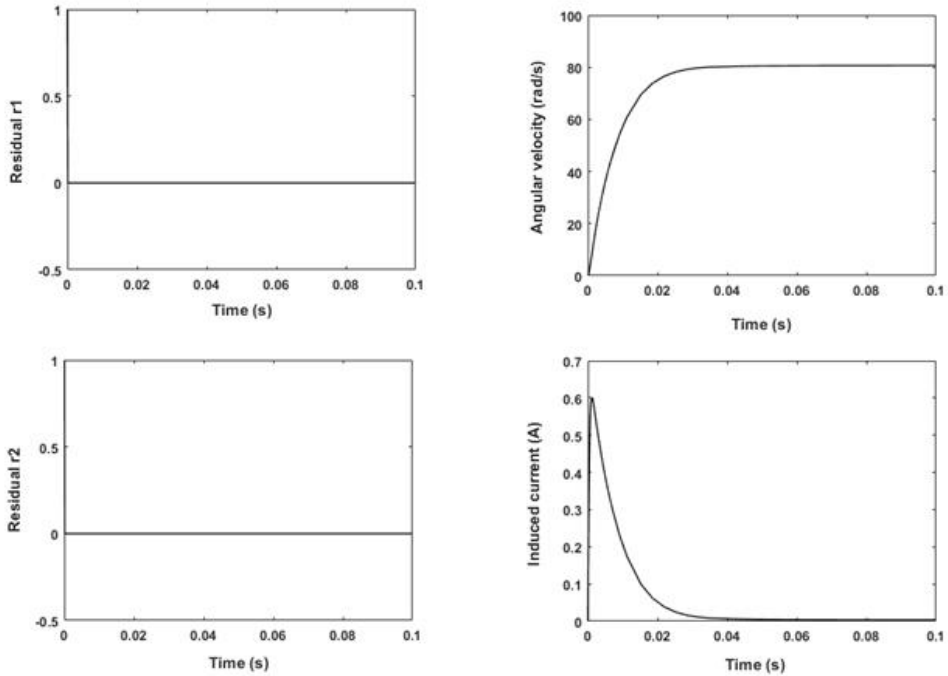 Residual r1
1
0.5
0
-0.5
0 0.02 0.04 0.06 0.08 0.1
Time (s)
Angular velocity (rad/s)
100
80
60
40
20
0
0 0.02 0.04 0.06 0.08 0.1
Time (s)
Residual r2
1
0.5
0
-0.5
0 0.02 0.04 0.06 0.08 0.1
Time (s)
Induced current (A)
0.7
0.6
0.5
0.4
0.3
0.2
0.1
0
0 0.02 0.04 0.06 0.08 0.1
Time (s)